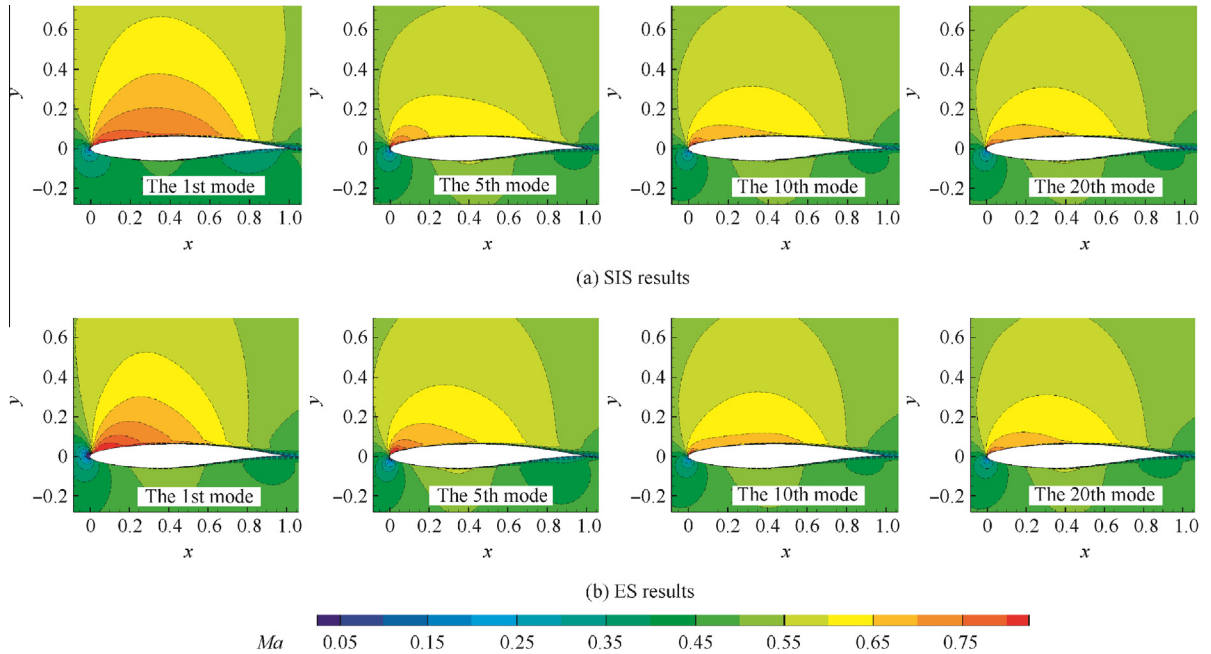 y 0.6 0.4 0.2 0 −0.2 The 1st mode
0 0.2 0.4 0.6 0.8 1.0
x
y 0.6 0.4 0.2 0 −0.2 The 5th mode
0 0.2 0.4 0.6 0.8 1.0
x
y 0.6 0.4 0.2 0 −0.2 The 10th mode
0 0.2 0.4 0.6 0.8 1.0
x
y 0.6 0.4 0.2 0 −0.2 The 20th mode
0 0.2 0.4 0.6 0.8 1.0
x
(a) SIS results
y 0.6 0.4 0.2 0 −0.2 The 1st mode
0 0.2 0.4 0.6 0.8 1.0
x
y 0.6 0.4 0.2 0 −0.2 The 5th mode
0 0.2 0.4 0.6 0.8 1.0
x
y 0.6 0.4 0.2 0 −0.2 The 10th mode
0 0.2 0.4 0.6 0.8 1.0
x
y 0.6 0.4 0.2 0 −0.2 The 20th mode
0 0.2 0.4 0.6 0.8 1.0
x
(b) ES results
Ma 0.05 0.15 0.25 0.35 0.45 0.55 0.65 0.75